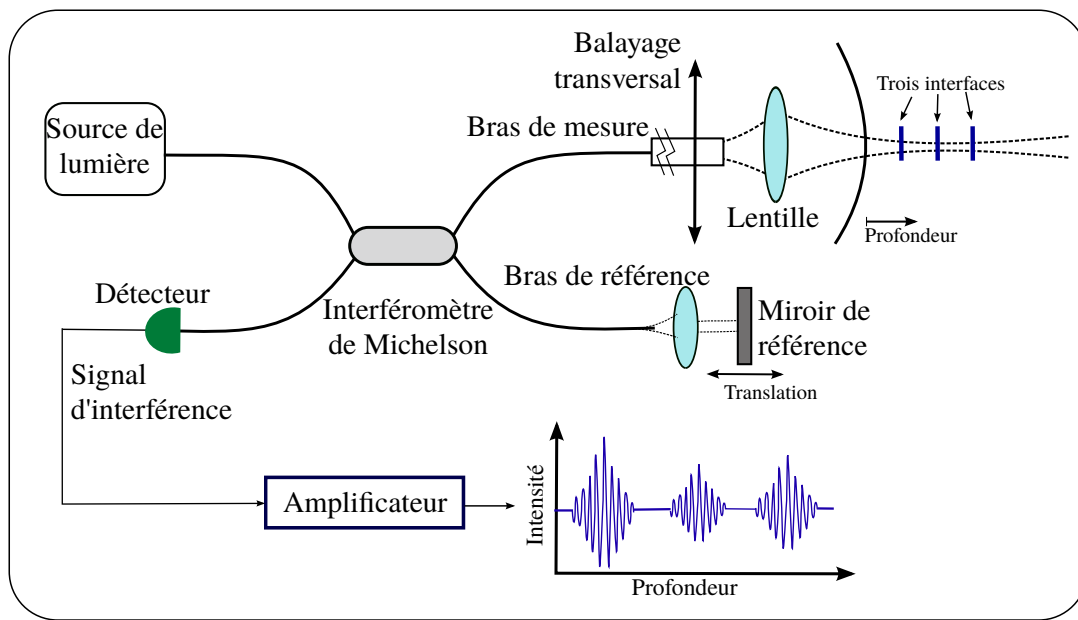 Balayage
transversal
Trois interfaces
Source de
lumière
Bras de mesure
Lentille
Profondeur
Bras de référence
Détecteur
Interféromètre
de Michelson
Miroir de
référence
Translation
Signal
d'interférence
Amplificateur
Intensité
Profondeur